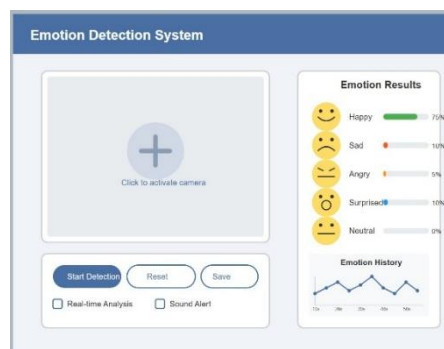 Emotion Detection System
Click to activate camera
Start Detection
Reset
Save
Real-time Analysis
Sound Alert
Emotion Results
Happy 75%
Sad 10%
Angry 5%
Surprised 10%
Neutral 0%
Emotion History